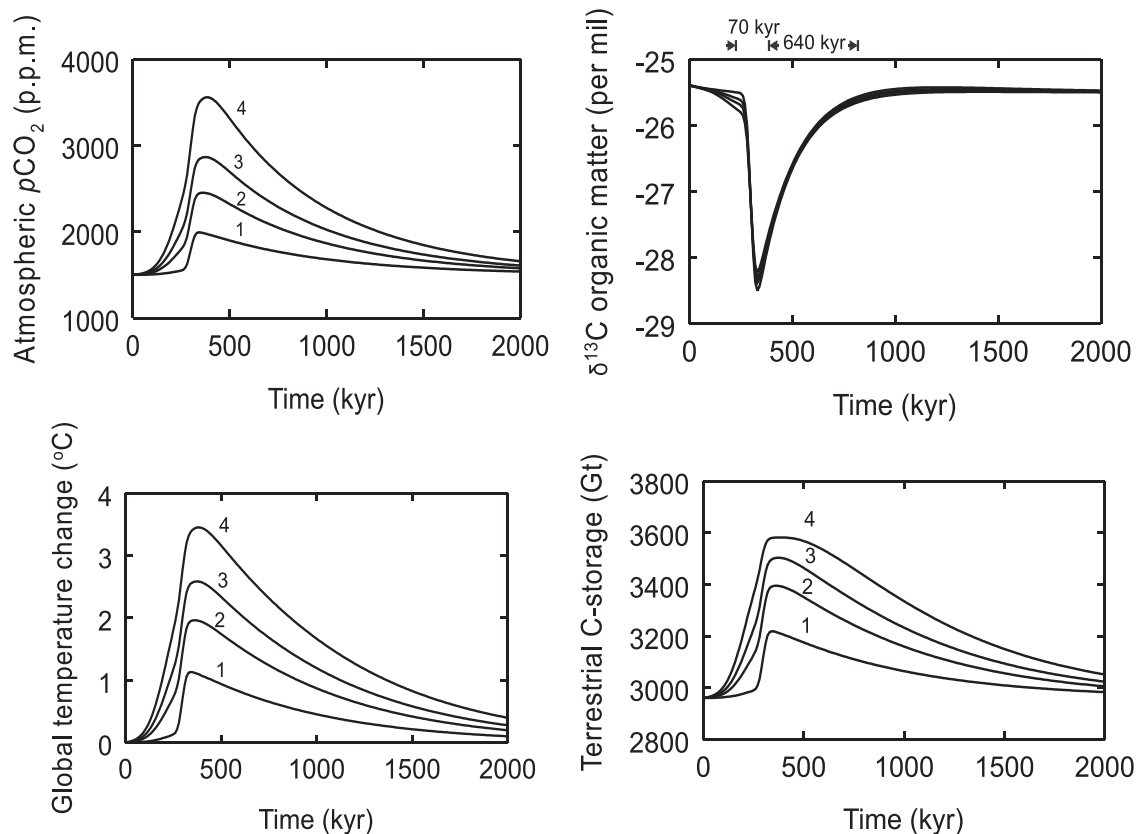 Atmospheric pCO2 (p.p.m.)
4000
3000
2000
1000
4
3
2
1
0 500 1000 1500 2000
Time (kyr)
70 kyr
640 kyr
δ13C organic matter (per mil)
-25
-26
-27
-28
-29
0 500 1000 1500 2000
Time (kyr)
Global temperature change (ºC)
4
3
2
1
0
4
3
2
1
0 500 1000 1500 2000
Time (kyr)
Terrestrial C-storage (Gt)
3800
3600
3400
3200
3000
2800
4
3
2
1
0 500 1000 1500 2000
Time (kyr)